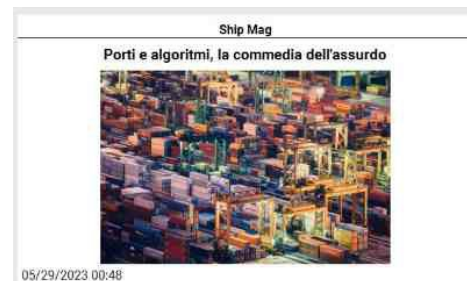 Ship Mag
Porti e algoritmi, la commedia dell'assurdo
05/29/2023 00:48